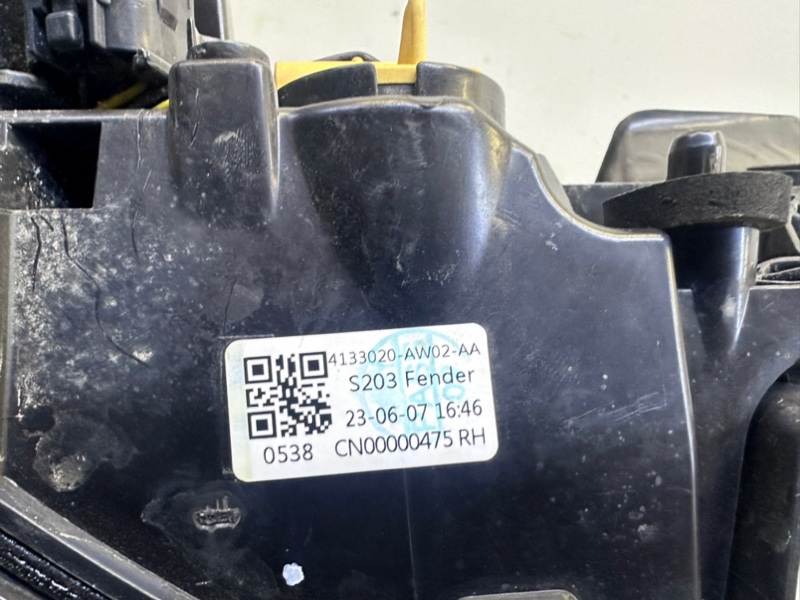 4133020-AW02-AA
S203 Fender
23-06-07 16:46
0538 CN00000475 RH